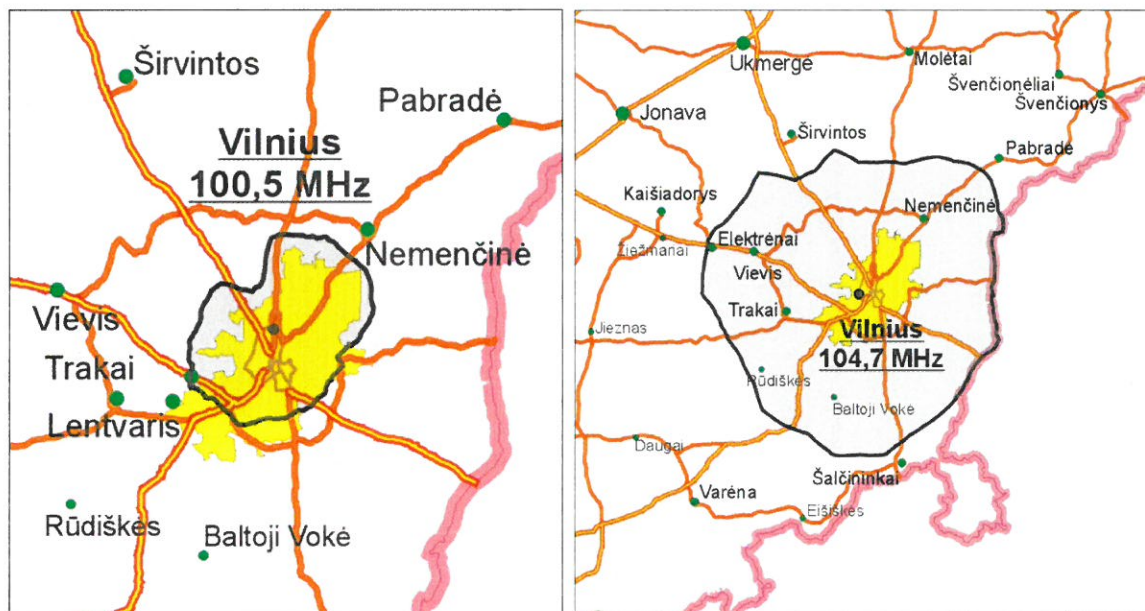 Širvintos
Pabradė
Vilnius
100,5 MHz
Nemenčinė
Vievis
Trakai
Lentvaris
Rūdiškės
Baltoji Vokė
Ukmergė
Molėtai
Švenčionėliai
Švenčionys
Jonava
Širvintos
Pabradė
Kaišiadorys
Nemenčinė
Elektrėnai
Žiežmariai
Vievis
Trakai
Jieznas
Vilnius
104,7 MHz
Rūdiškės
Baltoji Vokė
Daugai
Šalčininkai
Varėna
Eišiškės